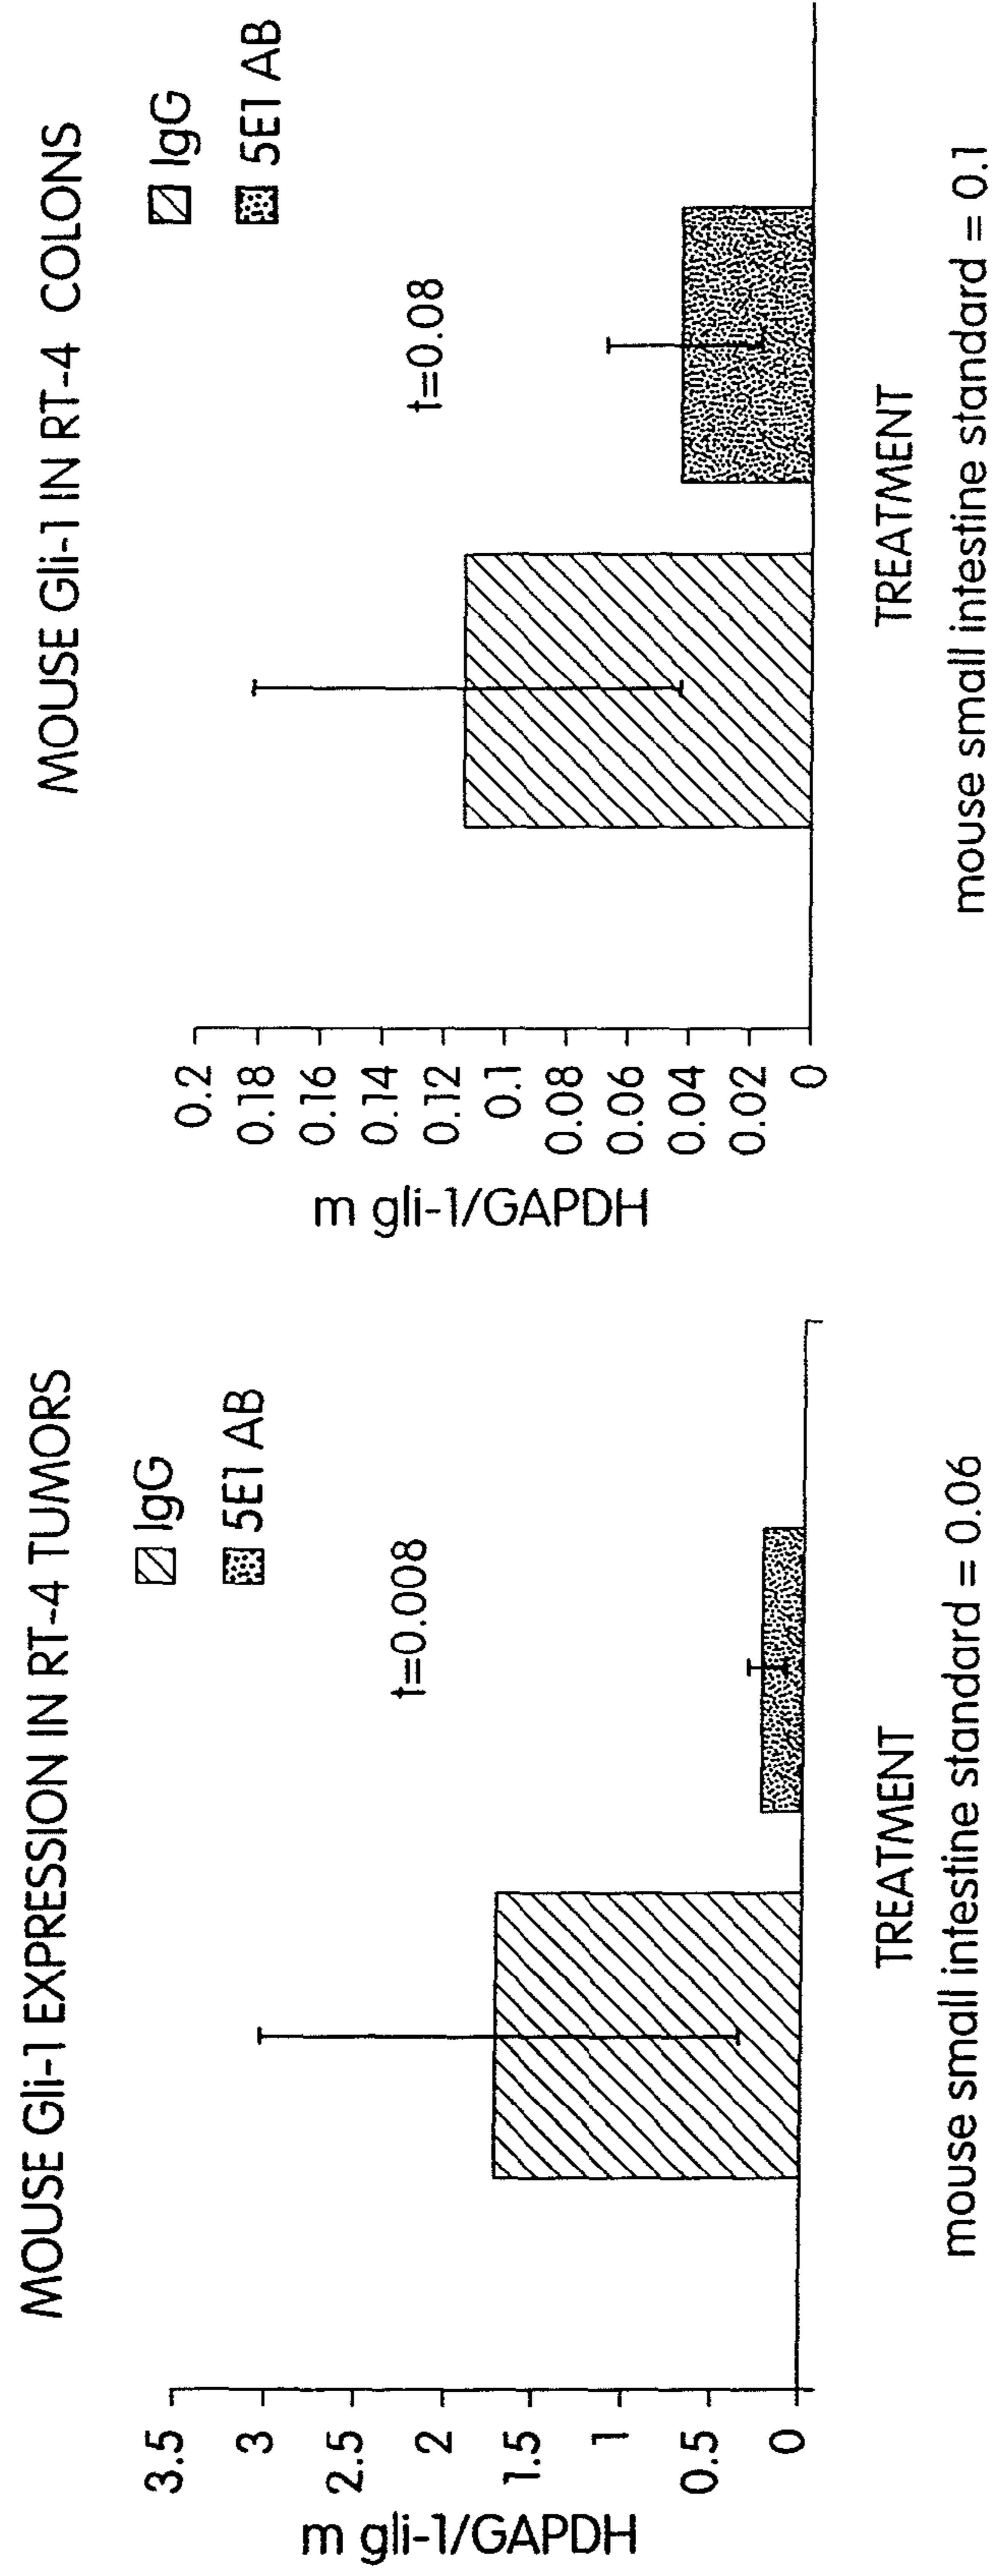 MOUSE Gli-1 EXPRESSION IN RT-4 TUMORS
IgG
5E1 AB
t=0.008
3.5
3
2.5
2
1.5
1
0.5
0
m gli-1/GAPDH
TREATMENT
mouse small intestine standard = 0.06
MOUSE Gli-1 IN RT-4 COLONS
IgG
5E1 AB
t=0.08
0.2
0.18
0.16
0.14
0.12
0.1
0.08
0.06
0.04
0.02
0
m gli-1/GAPDH
TREATMENT
mouse small intestine standard = 0.1